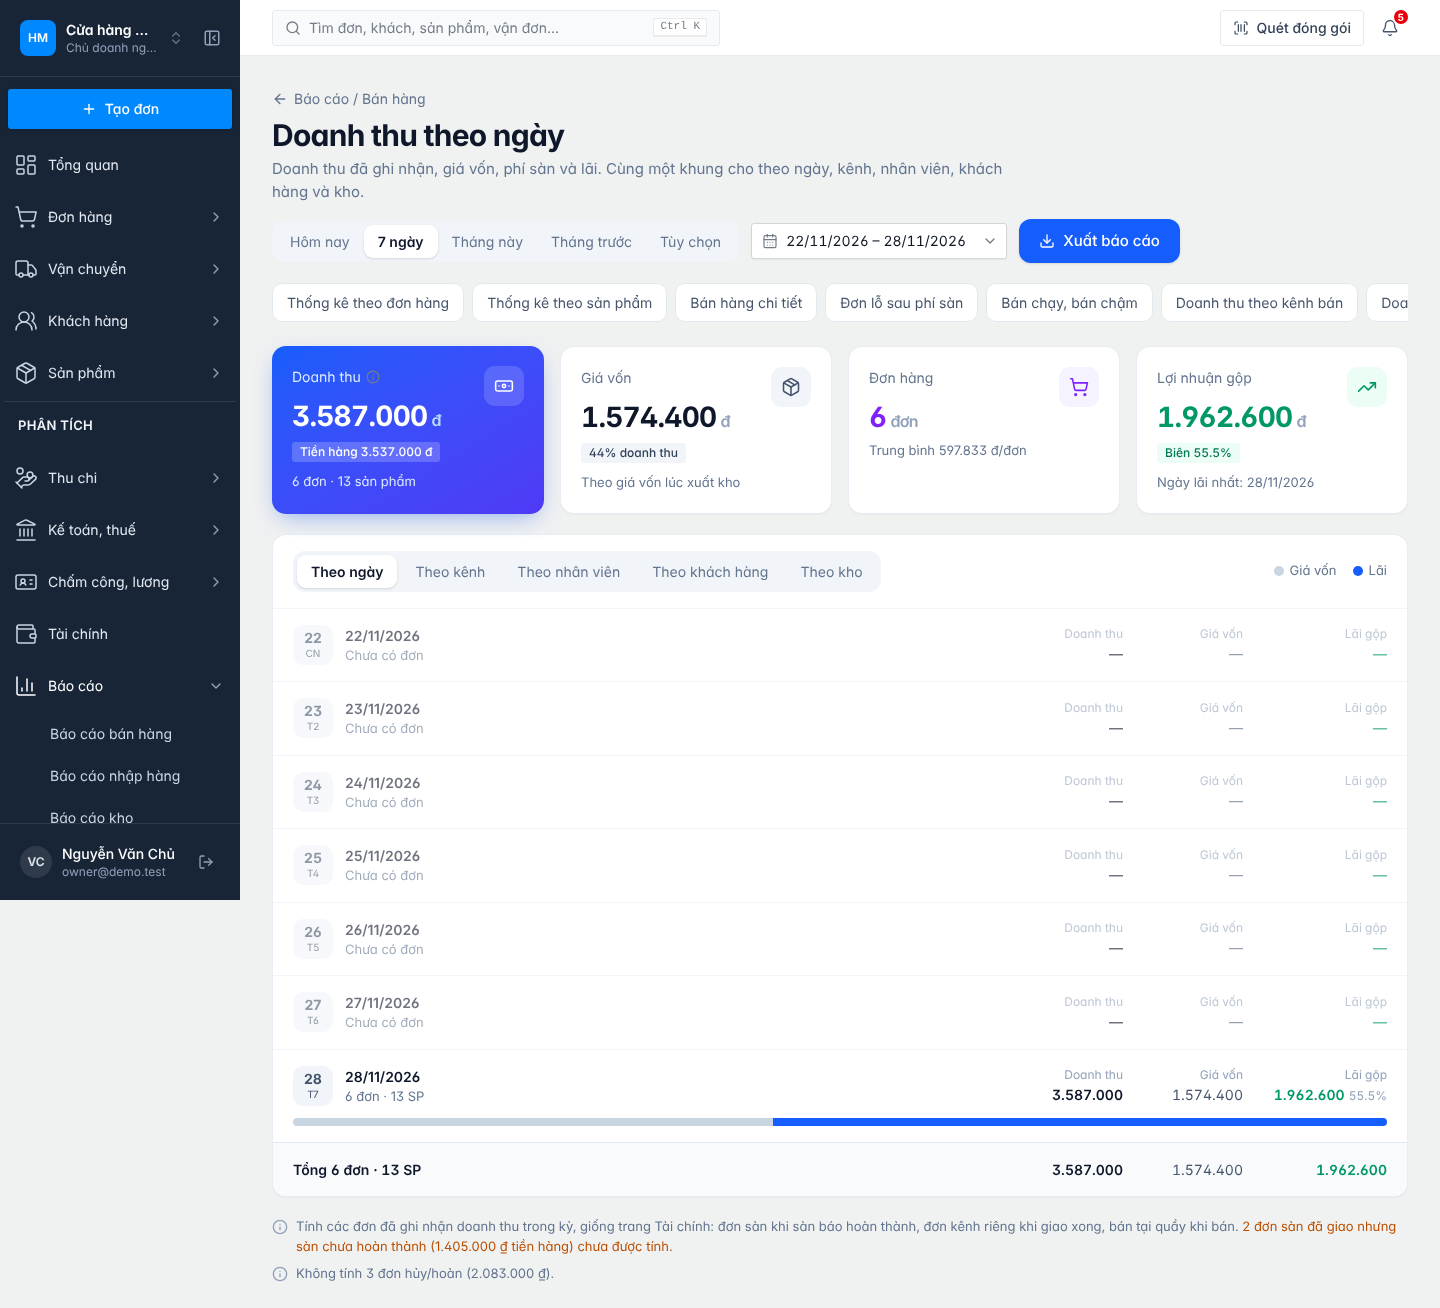 HM
Cửa hàng ...
Chủ doanh ng...
Tạo đơn
Tổng quan
Đơn hàng
Vận chuyển
Khách hàng
Sản phẩm
PHÂN TÍCH
Thu chi
Kế toán, thuế
Chấm công, lương
Tài chính
Báo cáo
Báo cáo bán hàng
Báo cáo nhập hàng
Báo cáo kho
VC
Nguyễn Văn Chủ
owner@demo.test
Tìm đơn, khách, sản phẩm, vận đơn... Ctrl K
Quét đóng gói
5
Báo cáo / Bán hàng
Doanh thu theo ngày
Doanh thu đã ghi nhận, giá vốn, phí sàn và lãi. Cùng một khung cho theo ngày, kênh, nhân viên, khách
hàng và kho.
Hôm nay 7 ngày Tháng này Tháng trước Tùy chọn 22/11/2026 – 28/11/2026 Xuất báo cáo
Thống kê theo đơn hàng Thống kê theo sản phẩm Bán hàng chi tiết Đơn lỗ sau phí sàn Bán chạy, bán chậm Doanh thu theo kênh bán Doa
Doanh thu
3.587.000 đ
Tiền hàng 3.537.000 đ
6 đơn · 13 sản phẩm
Giá vốn
1.574.400 đ
44% doanh thu
Theo giá vốn lúc xuất kho
Đơn hàng
6 đơn
Trung bình 597.833 đ/đơn
Lợi nhuận gộp
1.962.600 đ
Biên 55.5%
Ngày lãi nhất: 28/11/2026
Theo ngày Theo kênh Theo nhân viên Theo khách hàng Theo kho
Giá vốn Lãi
22 22/11/2026 Doanh thu Giá vốn Lãi gộp
CN Chưa có đơn — — —
23 23/11/2026 Doanh thu Giá vốn Lãi gộp
T2 Chưa có đơn — — —
24 24/11/2026 Doanh thu Giá vốn Lãi gộp
T3 Chưa có đơn — — —
25 25/11/2026 Doanh thu Giá vốn Lãi gộp
T4 Chưa có đơn — — —
26 26/11/2026 Doanh thu Giá vốn Lãi gộp
T5 Chưa có đơn — — —
27 27/11/2026 Doanh thu Giá vốn Lãi gộp
T6 Chưa có đơn — — —
28 28/11/2026 Doanh thu Giá vốn Lãi gộp
T7 6 đơn · 13 SP 3.587.000 1.574.400 1.962.600 55.5%
Tổng 6 đơn · 13 SP 3.587.000 1.574.400 1.962.600
Tính các đơn đã ghi nhận doanh thu trong kỳ, giống trang Tài chính: đơn sàn khi sàn báo hoàn thành, đơn kênh riêng khi giao xong, bán tại quầy khi bán. 2 đơn sàn đã giao nhưng
sàn chưa hoàn thành (1.405.000 ₫ tiền hàng) chưa được tính.
Không tính 3 đơn hủy/hoàn (2.083.000 ₫).